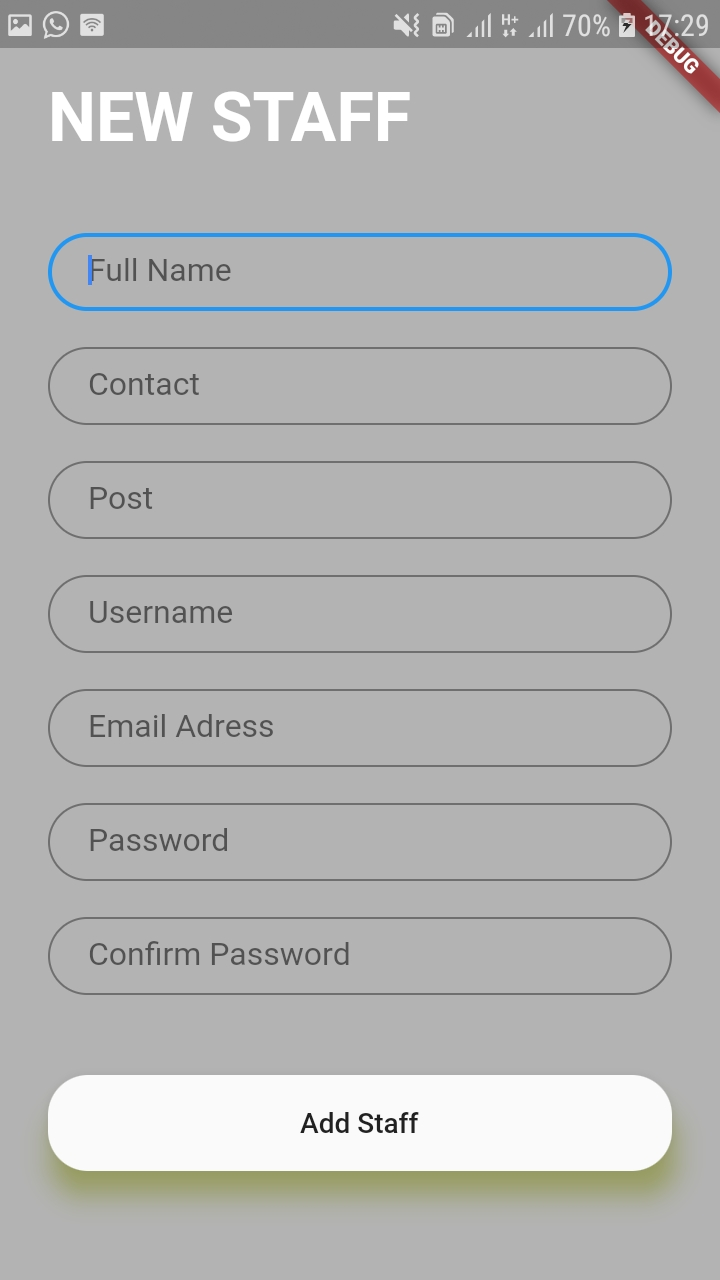 H+ 70% 17:29
DEBUG
NEW STAFF
Full Name
Contact
Post
Username
Email Adress
Password
Confirm Password
Add Staff